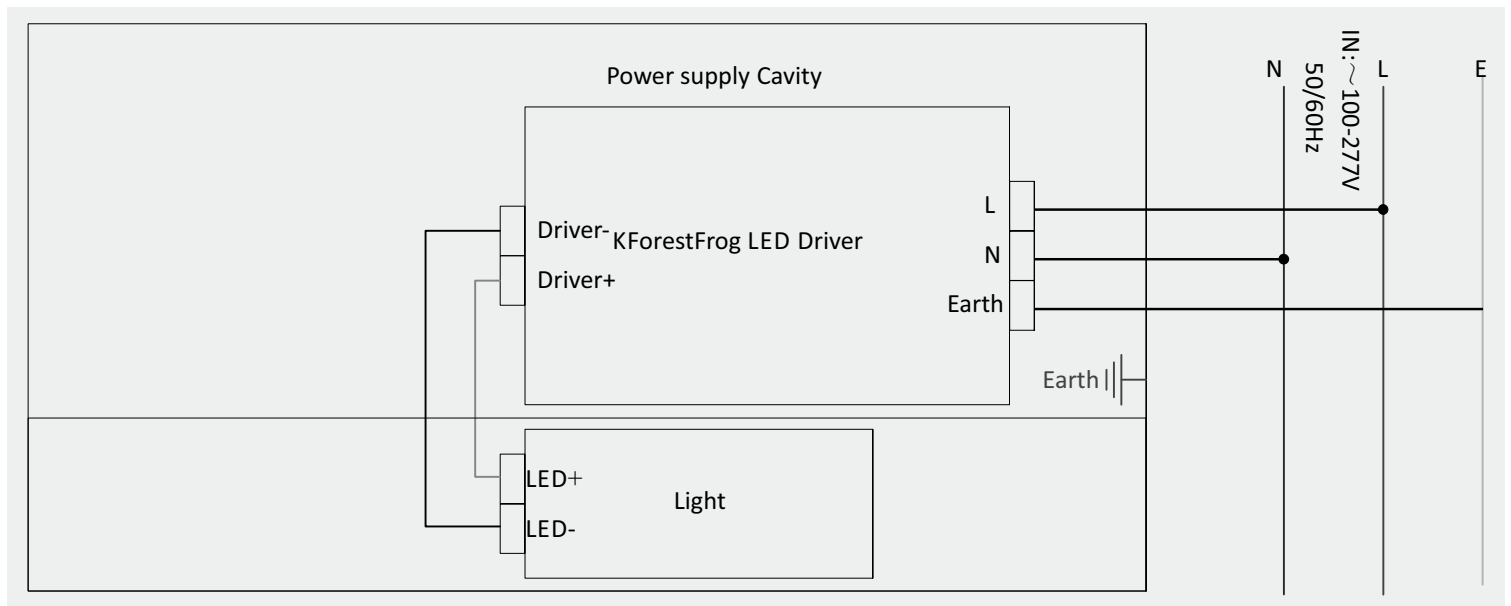 Power supply Cavity
N
50/60Hz
IN:～100-277V
L
E
L
Driver-
KForestFrog LED Driver
N
Driver+
Earth
Earth
LED+
Light
LED-